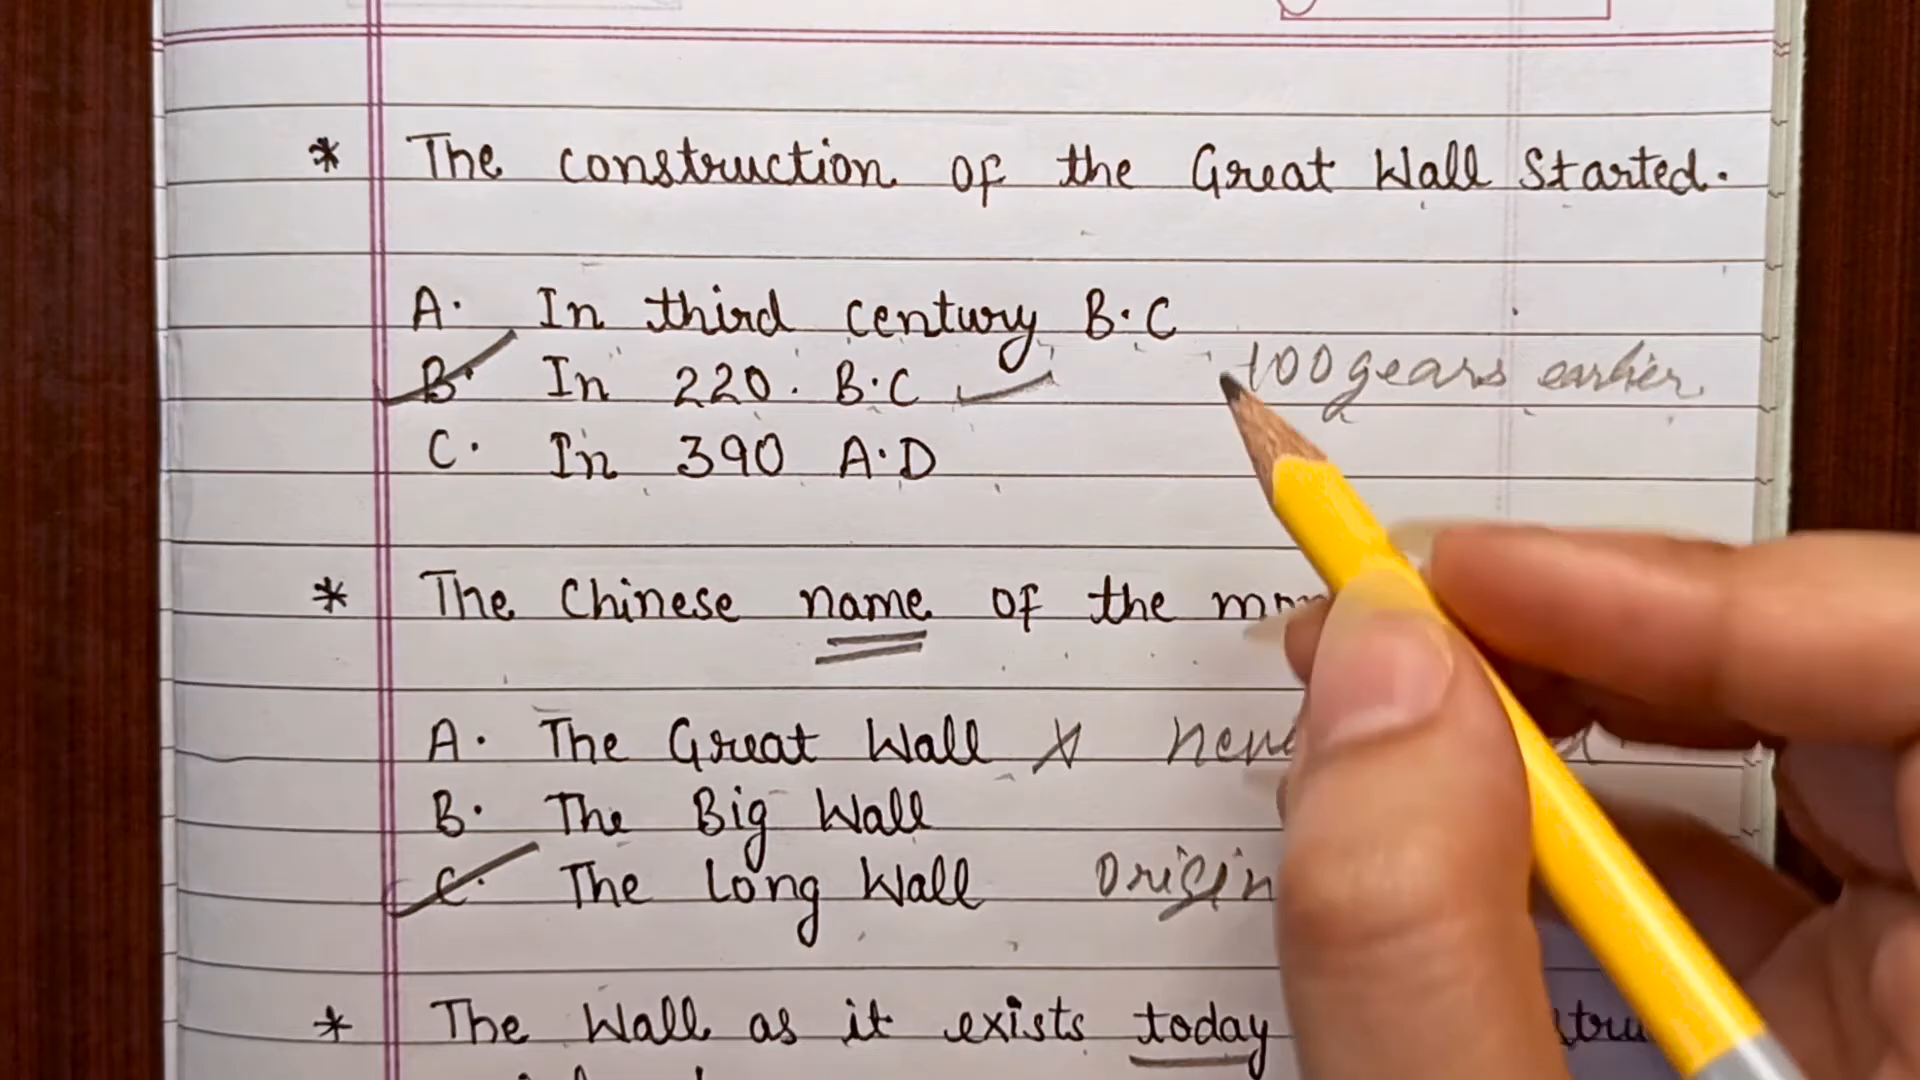 * The construction of the Great Wall Started.
A. In third century B.C
B. In 220. B.C 100 years earlier
C. In 390 A.D
* The Chinese name of the
A. The Great Wall
B. The Big Wall
C. The Long Wall
* The Wall as it exists today